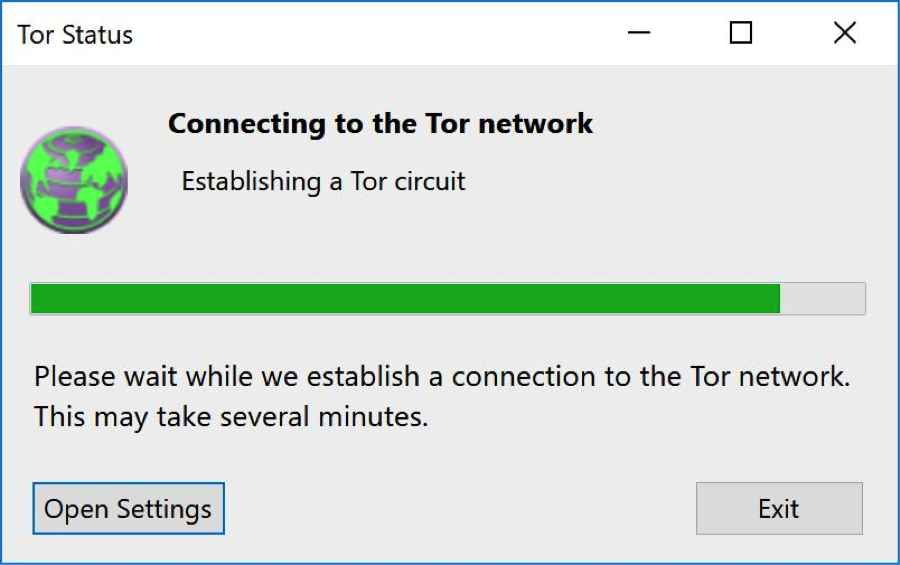 Tor Status
Connecting to the Tor network
Establishing a Tor circuit
Please wait while we establish a connection to the Tor network.
This may take several minutes.
Open Settings
Exit